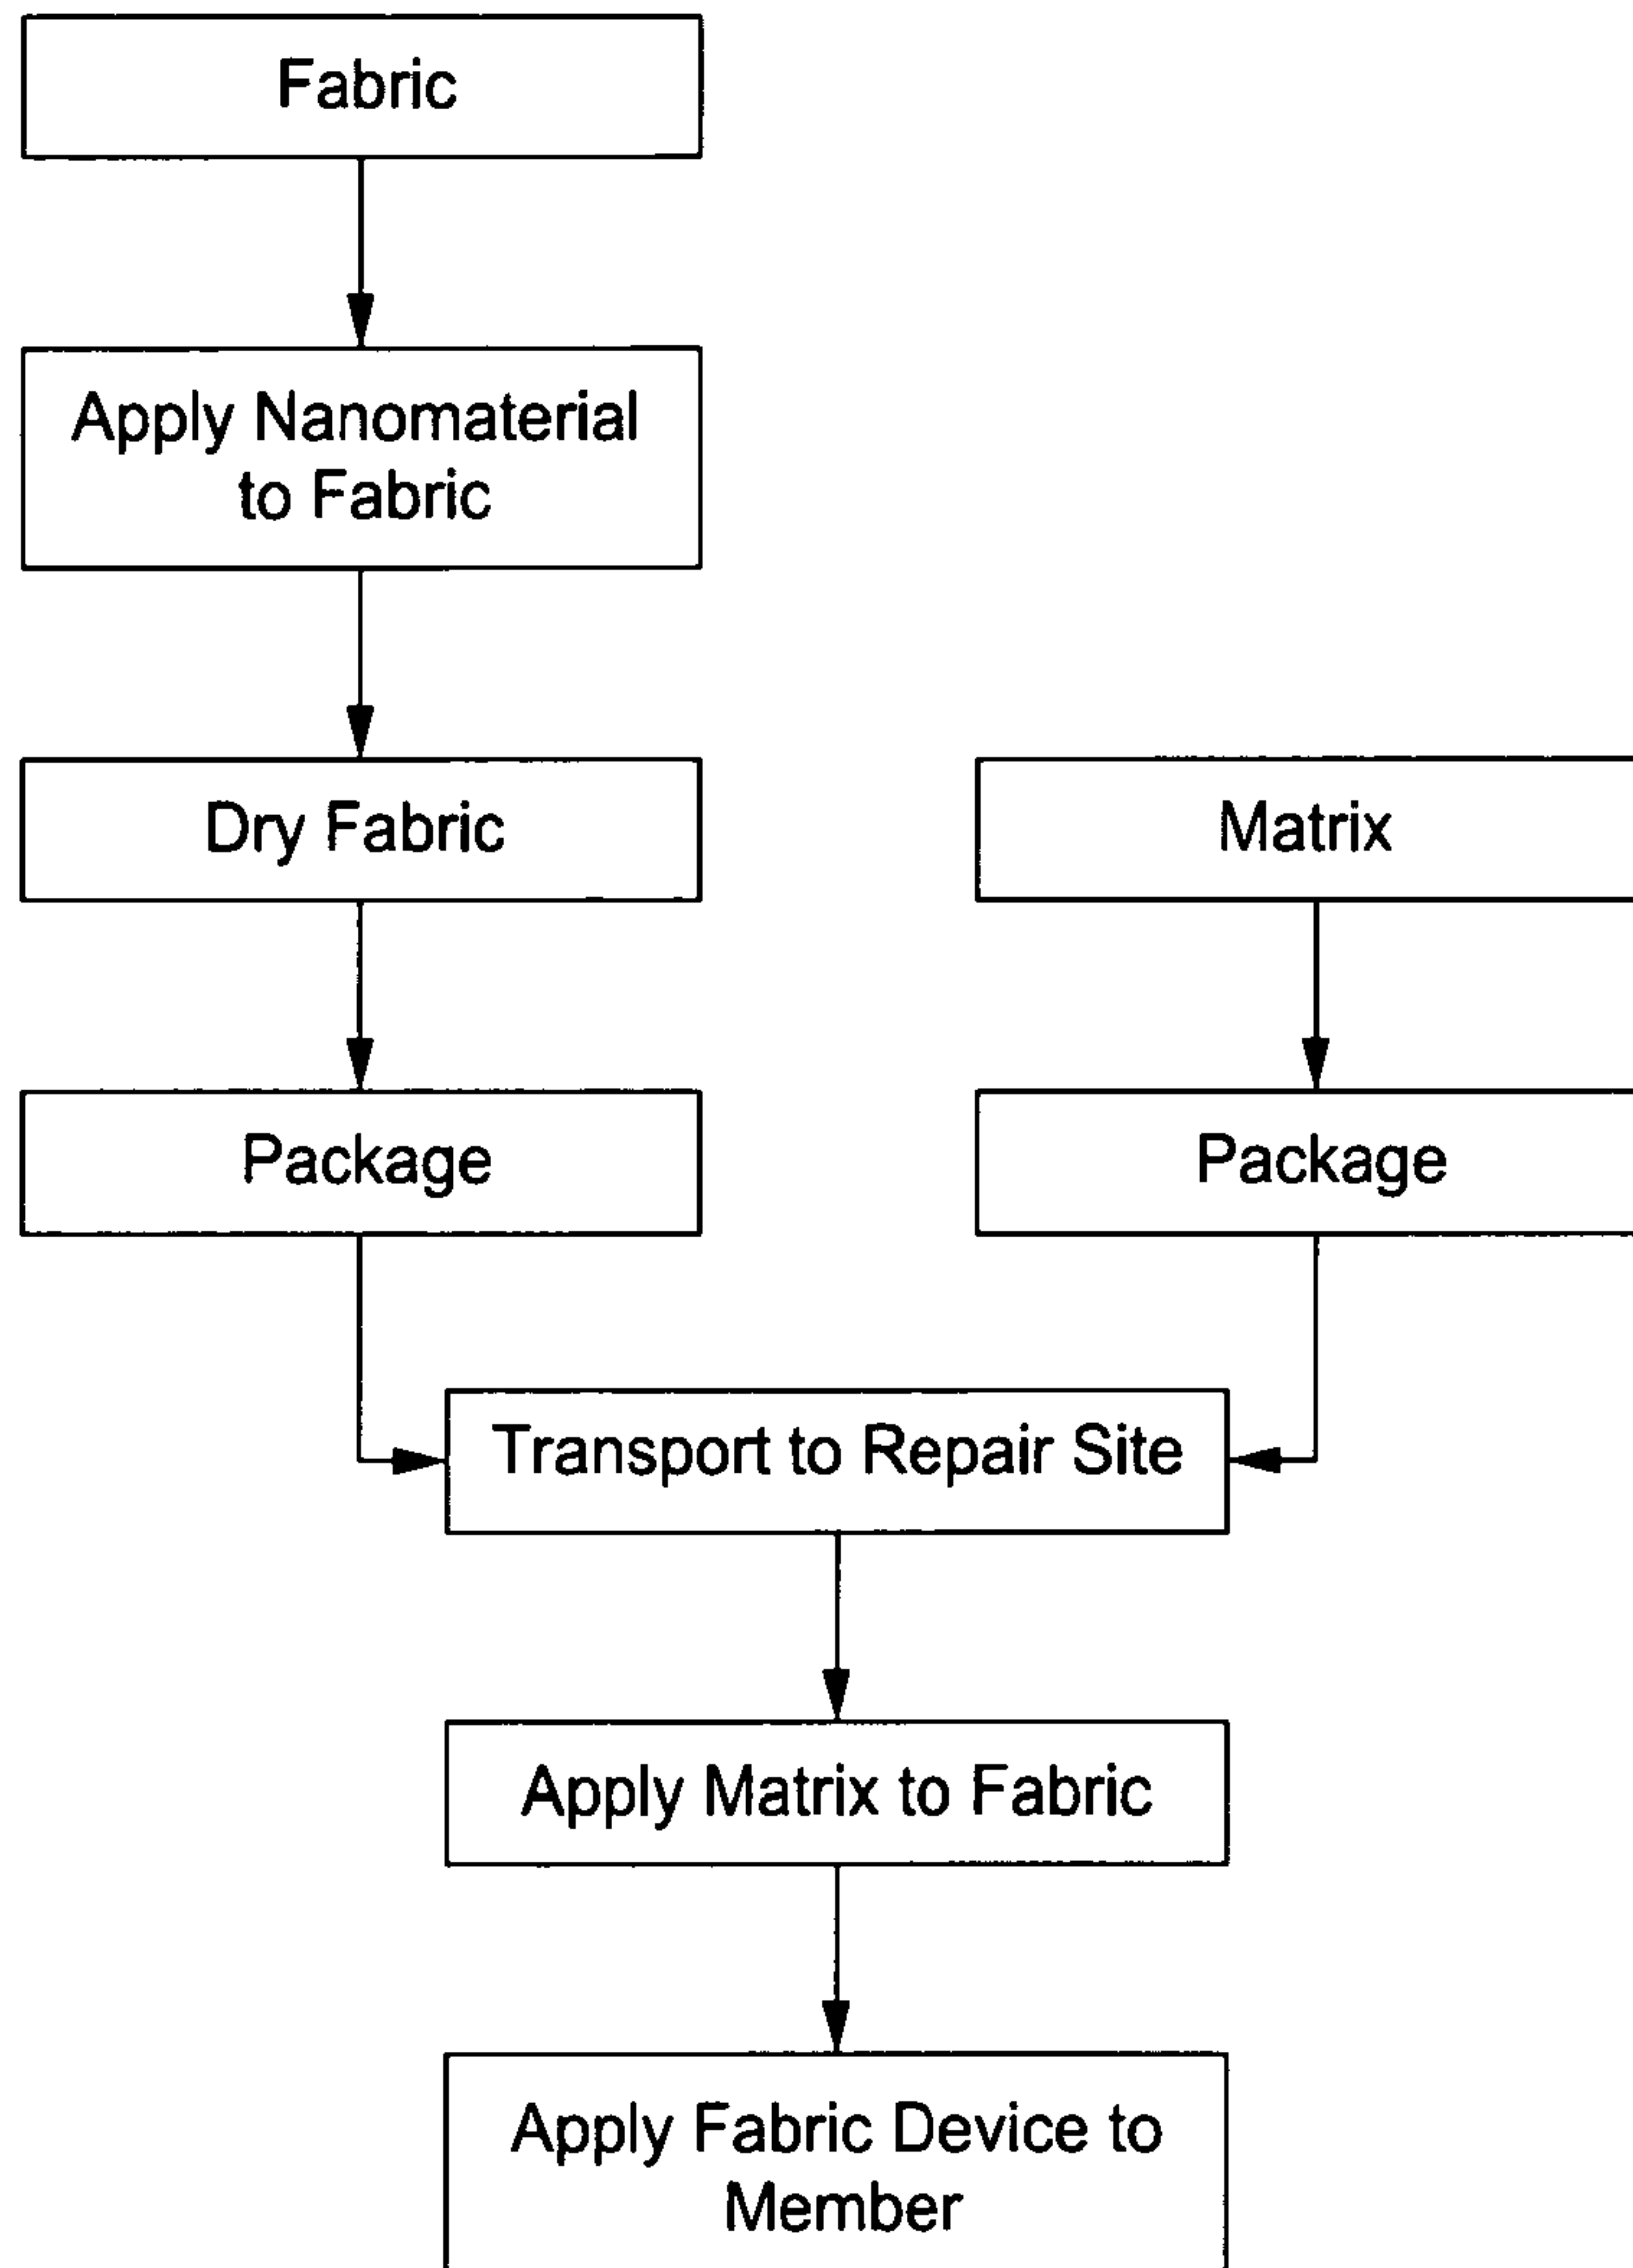 Fabric
Apply Nanomaterial
to Fabric
Dry Fabric
Matrix
Package
Package
Transport to Repair Site
Apply Matrix to Fabric
Apply Fabric Device to
Member